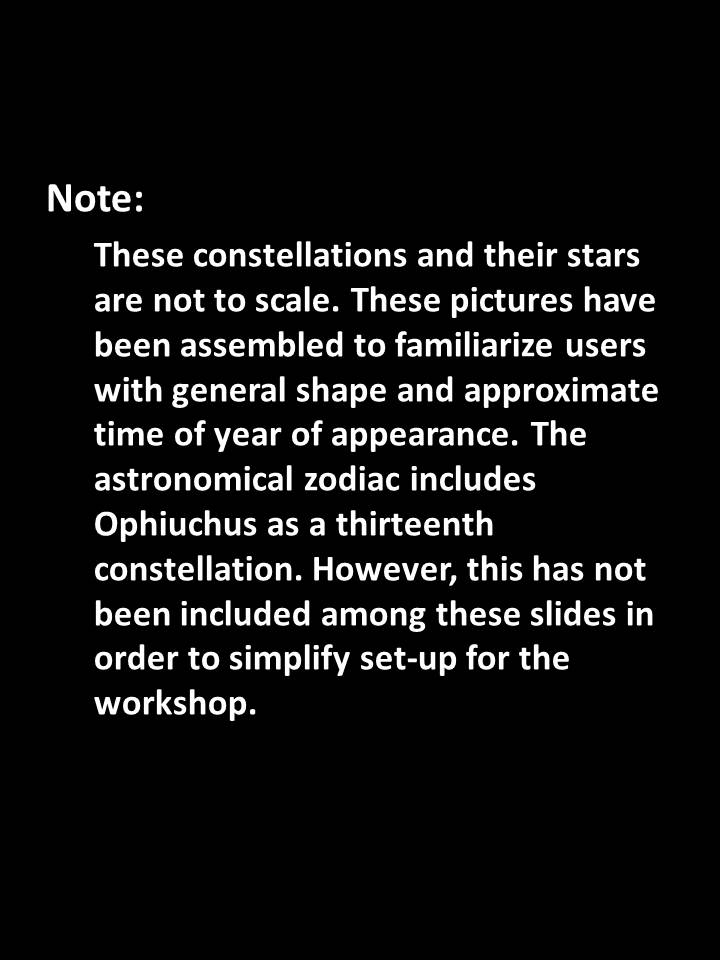 Note:
These constellations and their stars
are not to scale. These pictures have
been assembled to familiarize users
with general shape and approximate
time of year of appearance. The
astronomical zodiac includes
Ophiuchus as a thirteenth
constellation. However, this has not
been included among these slides in
order to simplify set-up for the
workshop.